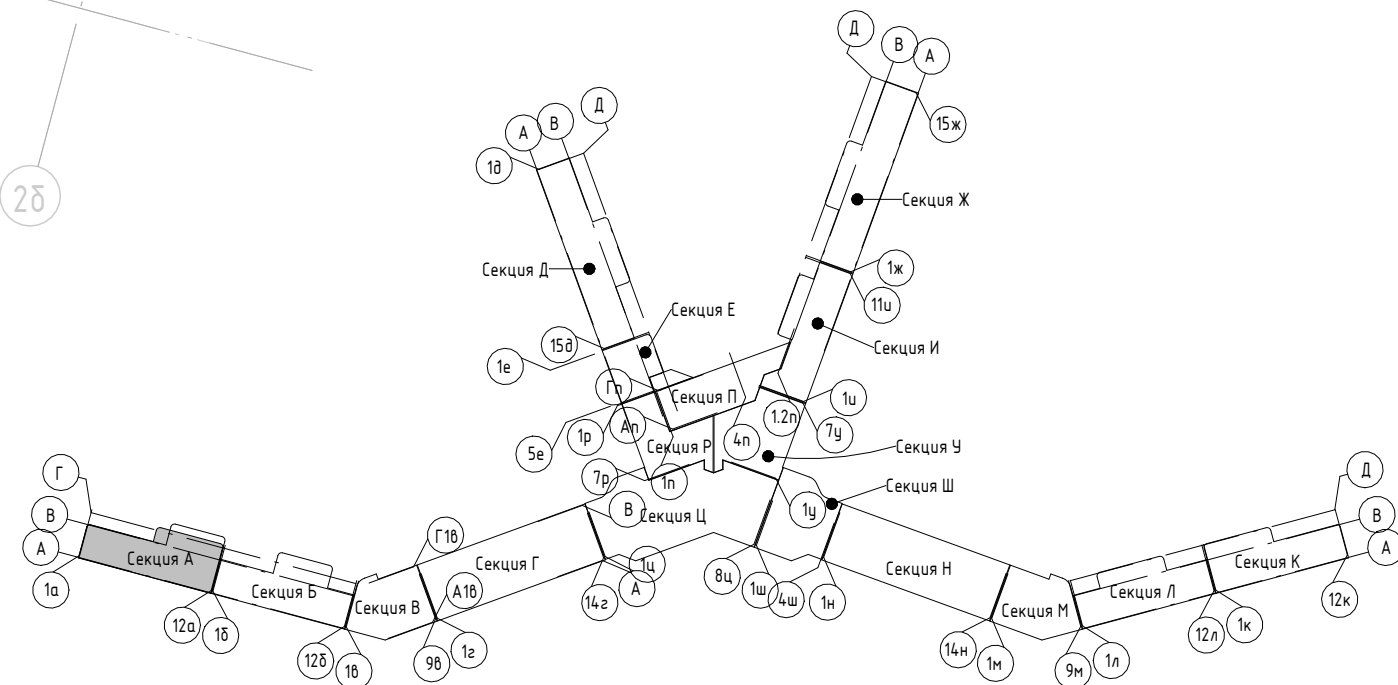 2б
Д
В
А
15ж
Секция Ж
1ж
11и
Секция И
1и
7у
1.2п
4п
А
В
Д
1д
Секция Д
Секция Е
15д
1е
Гп
Секция П
Ап
1р
5е
Секция Р
7р
1п
Секция У
Секция Ш
1у
В
Секция Ц
Г
В
А
1а
Секция А
12а
1б
Секция Б
12б
1в
Секция В
Г1в
А1в
9в
1г
Секция Г
14г
1ц
А
8ц
1ш
4ш
1н
Секция Н
14н
1м
Секция М
9м
1л
Секция Л
12л
1к
Секция К
12к
Д
В
А